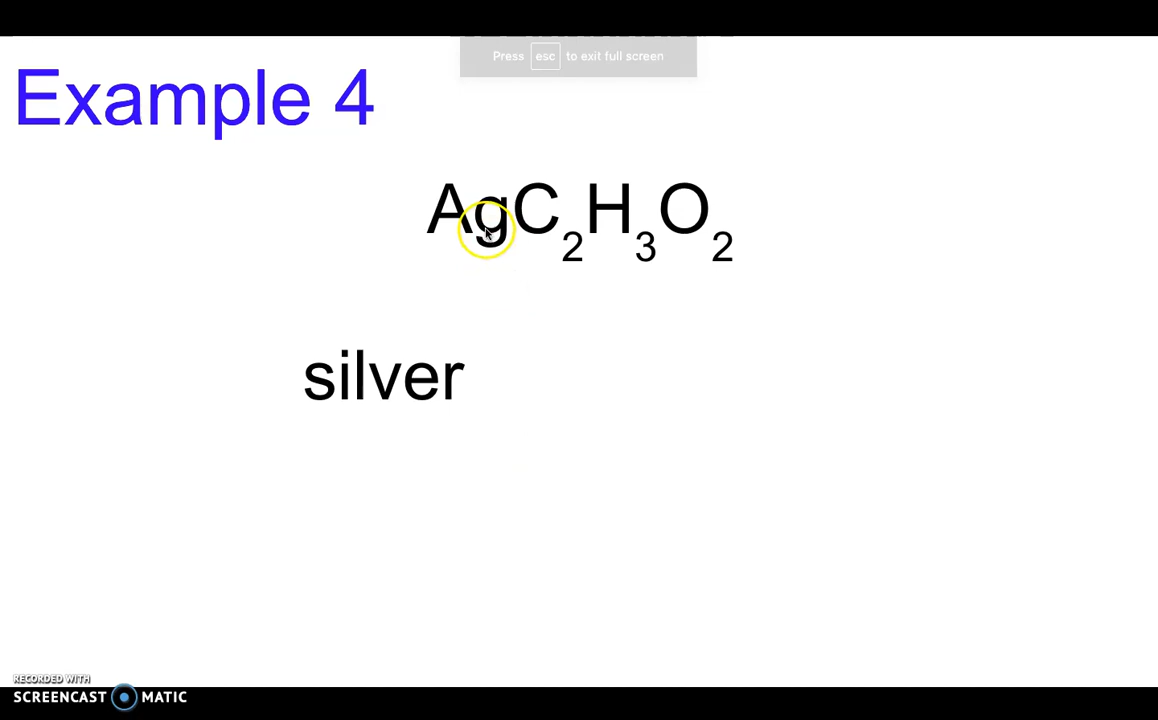 Press esc to exit full screen
Example 4
AgC₂H₃O₂
silver
RECORDED WITH
SCREENCAST MATIC